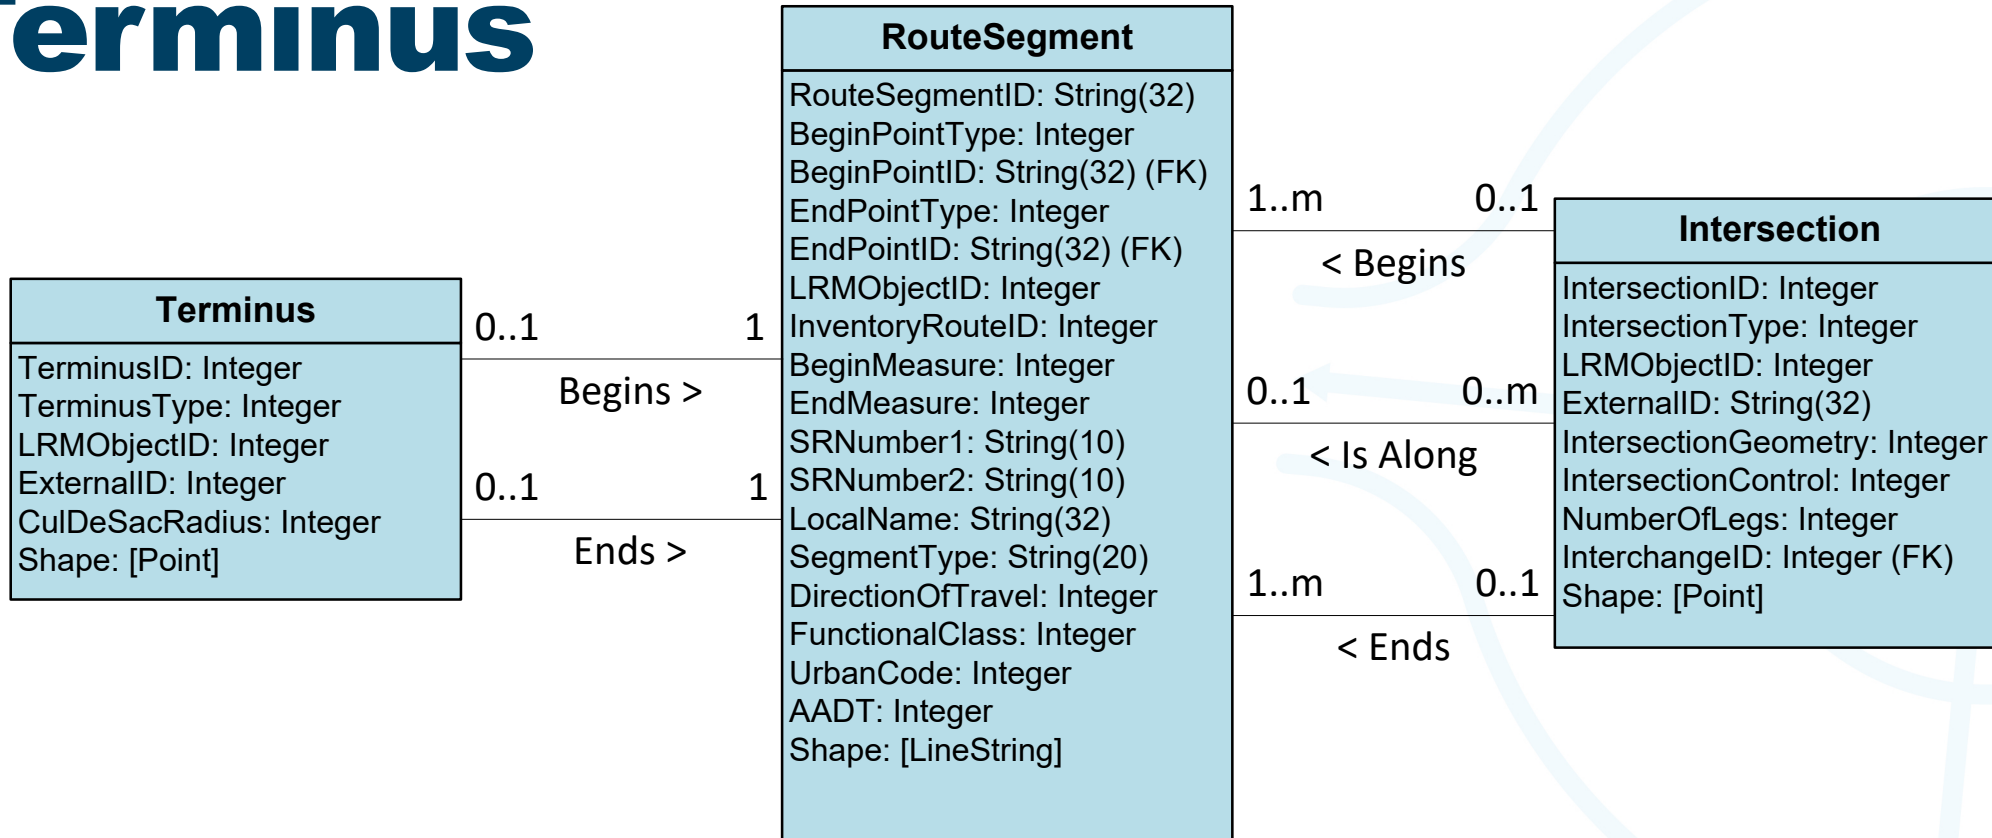 Terminus
RouteSegment
RouteSegmentID: String(32)
BeginPointType: Integer
BeginPointID: String(32) (FK)
EndPointType: Integer
EndPointID: String(32) (FK)
LRMObjectID: Integer
InventoryRouteID: Integer
BeginMeasure: Integer
EndMeasure: Integer
SRNumber1: String(10)
SRNumber2: String(10)
LocalName: String(32)
SegmentType: String(20)
DirectionOfTravel: Integer
FunctionalClass: Integer
UrbanCode: Integer
AADT: Integer
Shape: [LineString]
Terminus
TerminusID: Integer
TerminusType: Integer
LRMObjectID: Integer
ExternalID: Integer
CulDeSacRadius: Integer
Shape: [Point]
0..1 1
Begins >
0..1 1
Ends >
1..m 0..1
< Begins
0..1 0..m
< Is Along
1..m 0..1
< Ends
Intersection
IntersectionID: Integer
IntersectionType: Integer
LRMObjectID: Integer
ExternalID: String(32)
IntersectionGeometry: Integer
IntersectionControl: Integer
NumberOfLegs: Integer
InterchangeID: Integer (FK)
Shape: [Point]